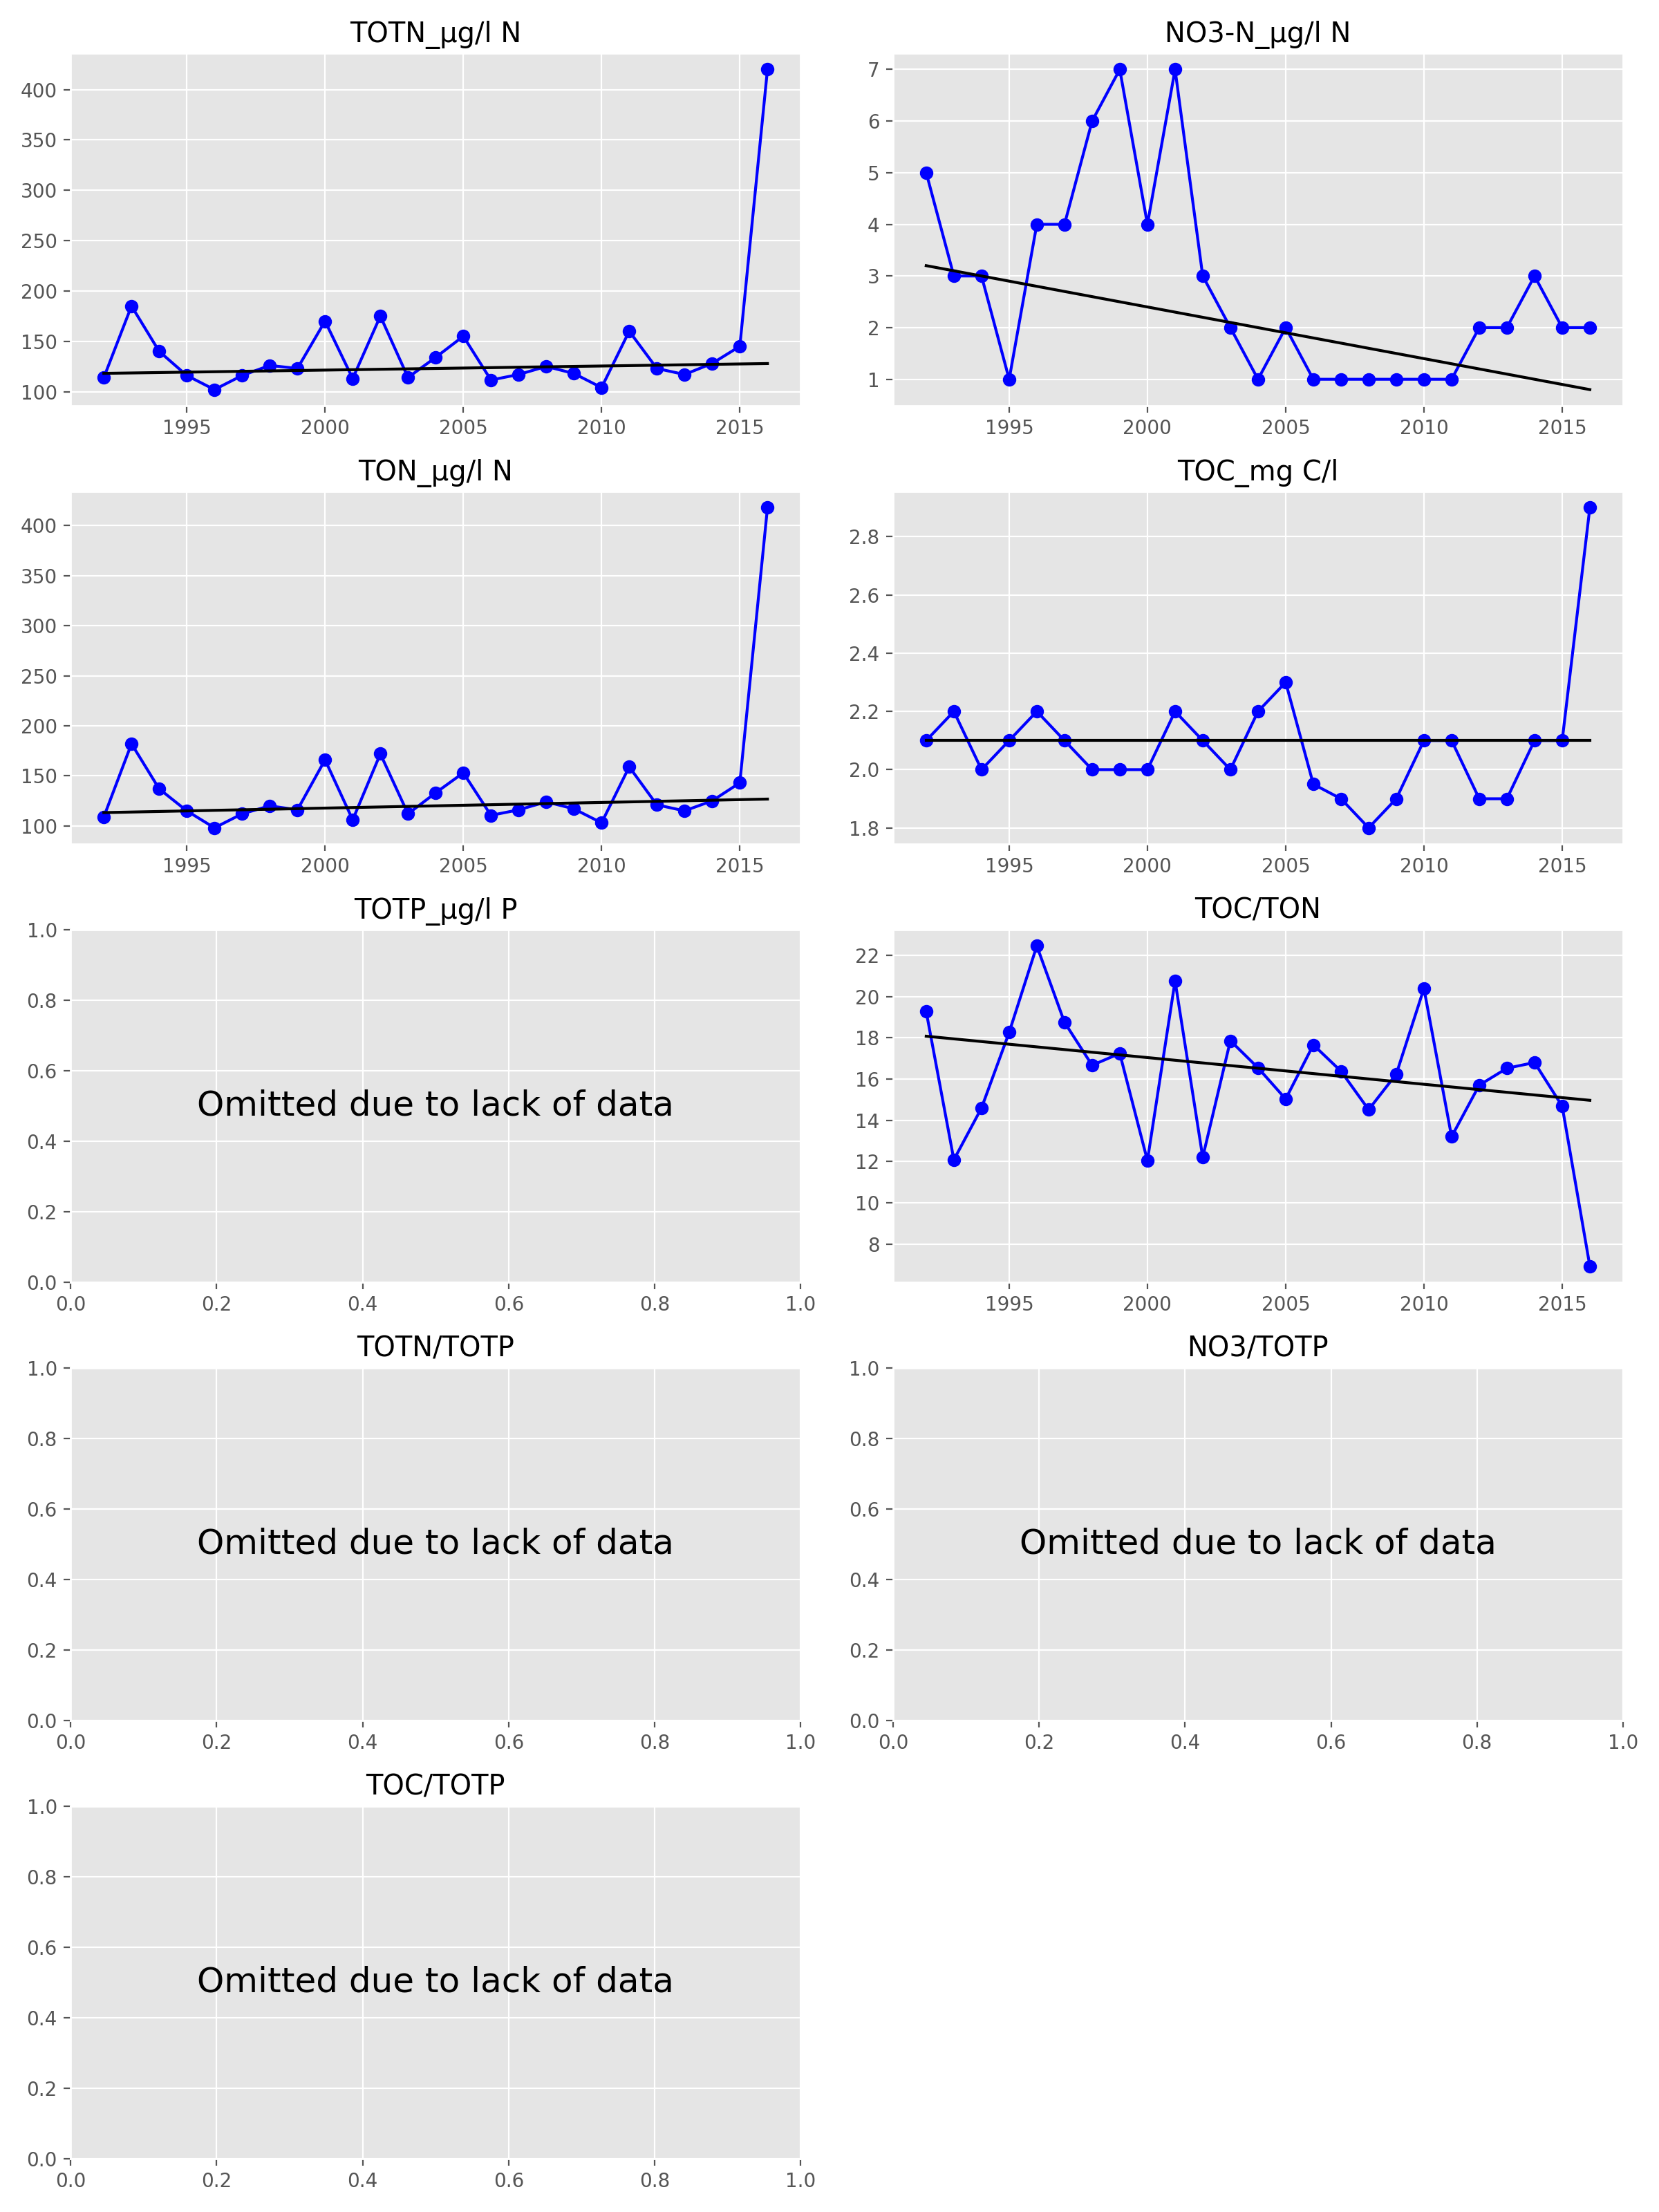 TOTN_µg/l N
400
350
300
250
200
150
100
1995 2000 2005 2010 2015
NO3-N_µg/l N
7
6
5
4
3
2
1
1995 2000 2005 2010 2015
TON_µg/l N
400
350
300
250
200
150
100
1995 2000 2005 2010 2015
TOC_mg C/l
2.8
2.6
2.4
2.2
2.0
1.8
1995 2000 2005 2010 2015
TOTP_µg/l P
1.0
0.8
0.6
Omitted due to lack of data
0.4
0.2
0.0
0.0 0.2 0.4 0.6 0.8 1.0
TOC/TON
22
20
18
16
14
12
10
8
1995 2000 2005 2010 2015
TOTN/TOTP
1.0
0.8
0.6
Omitted due to lack of data
0.4
0.2
0.0
0.0 0.2 0.4 0.6 0.8 1.0
NO3/TOTP
1.0
0.8
0.6
Omitted due to lack of data
0.4
0.2
0.0
0.0 0.2 0.4 0.6 0.8 1.0
TOC/TOTP
1.0
0.8
0.6
Omitted due to lack of data
0.4
0.2
0.0
0.0 0.2 0.4 0.6 0.8 1.0